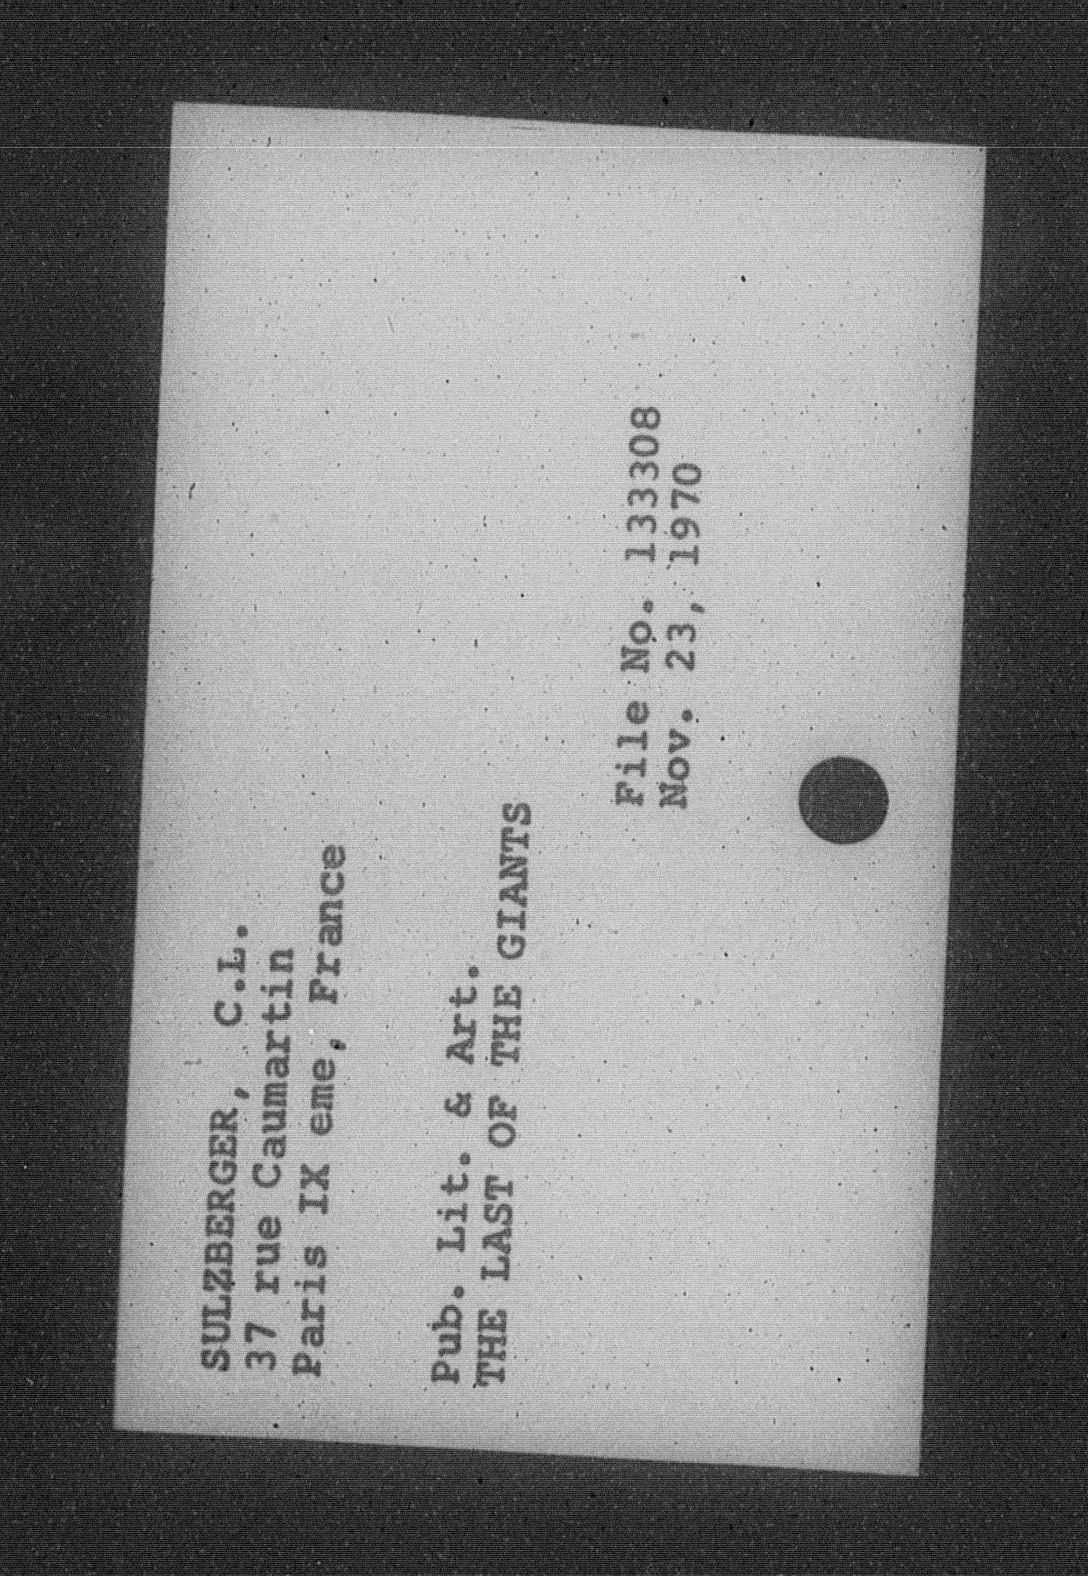 SULZBERGER, C.L.
37 rue Caumartin
Paris IX eme, France
Pub. Lit. & Art.
THE LAST OF THE GIANTS
File No. 133308
Nov. 23, 1970